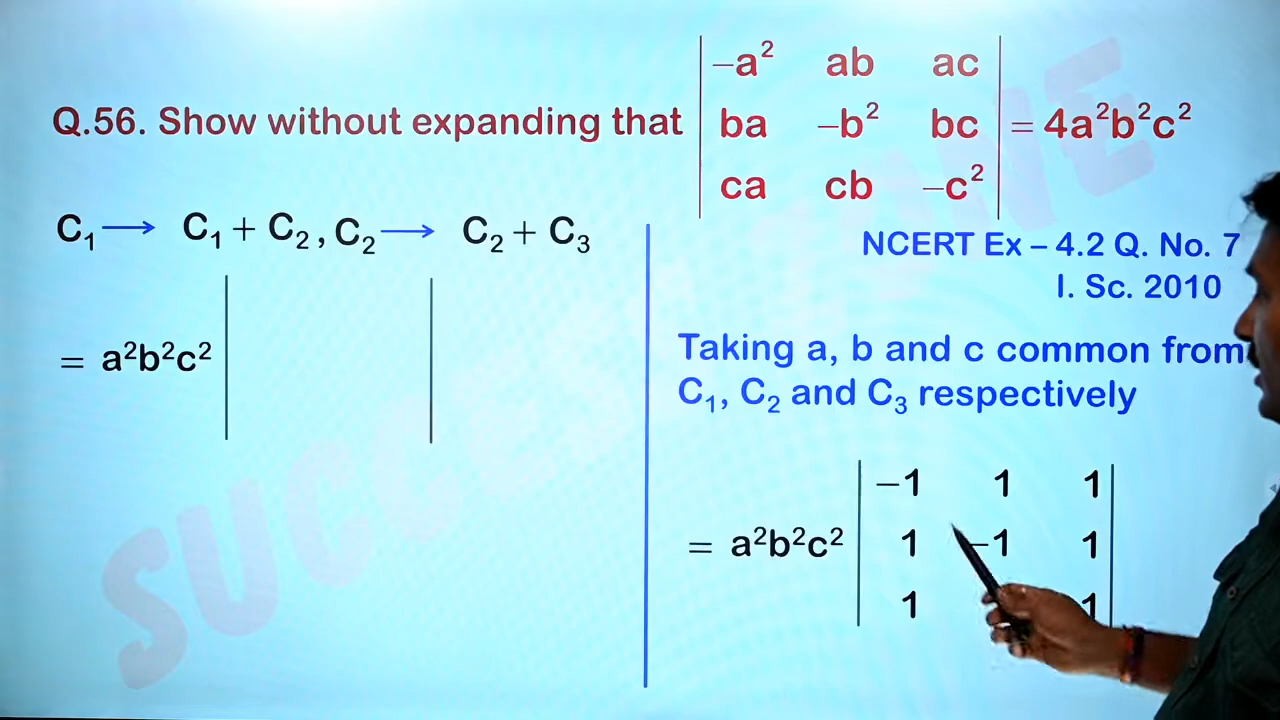 Q.56. Show without expanding that
–a² ab ac
ba –b² bc
ca cb –c²
= 4a²b²c²
NCERT Ex – 4.2 Q. No. 7
I. Sc. 2010
C₁ ⟶ C₁ + C₂ , C₂ ⟶ C₂ + C₃
= a²b²c²
Taking a, b and c common from
C₁, C₂ and C₃ respectively
= a²b²c²
–1 1 1
1 –1 1
1 1